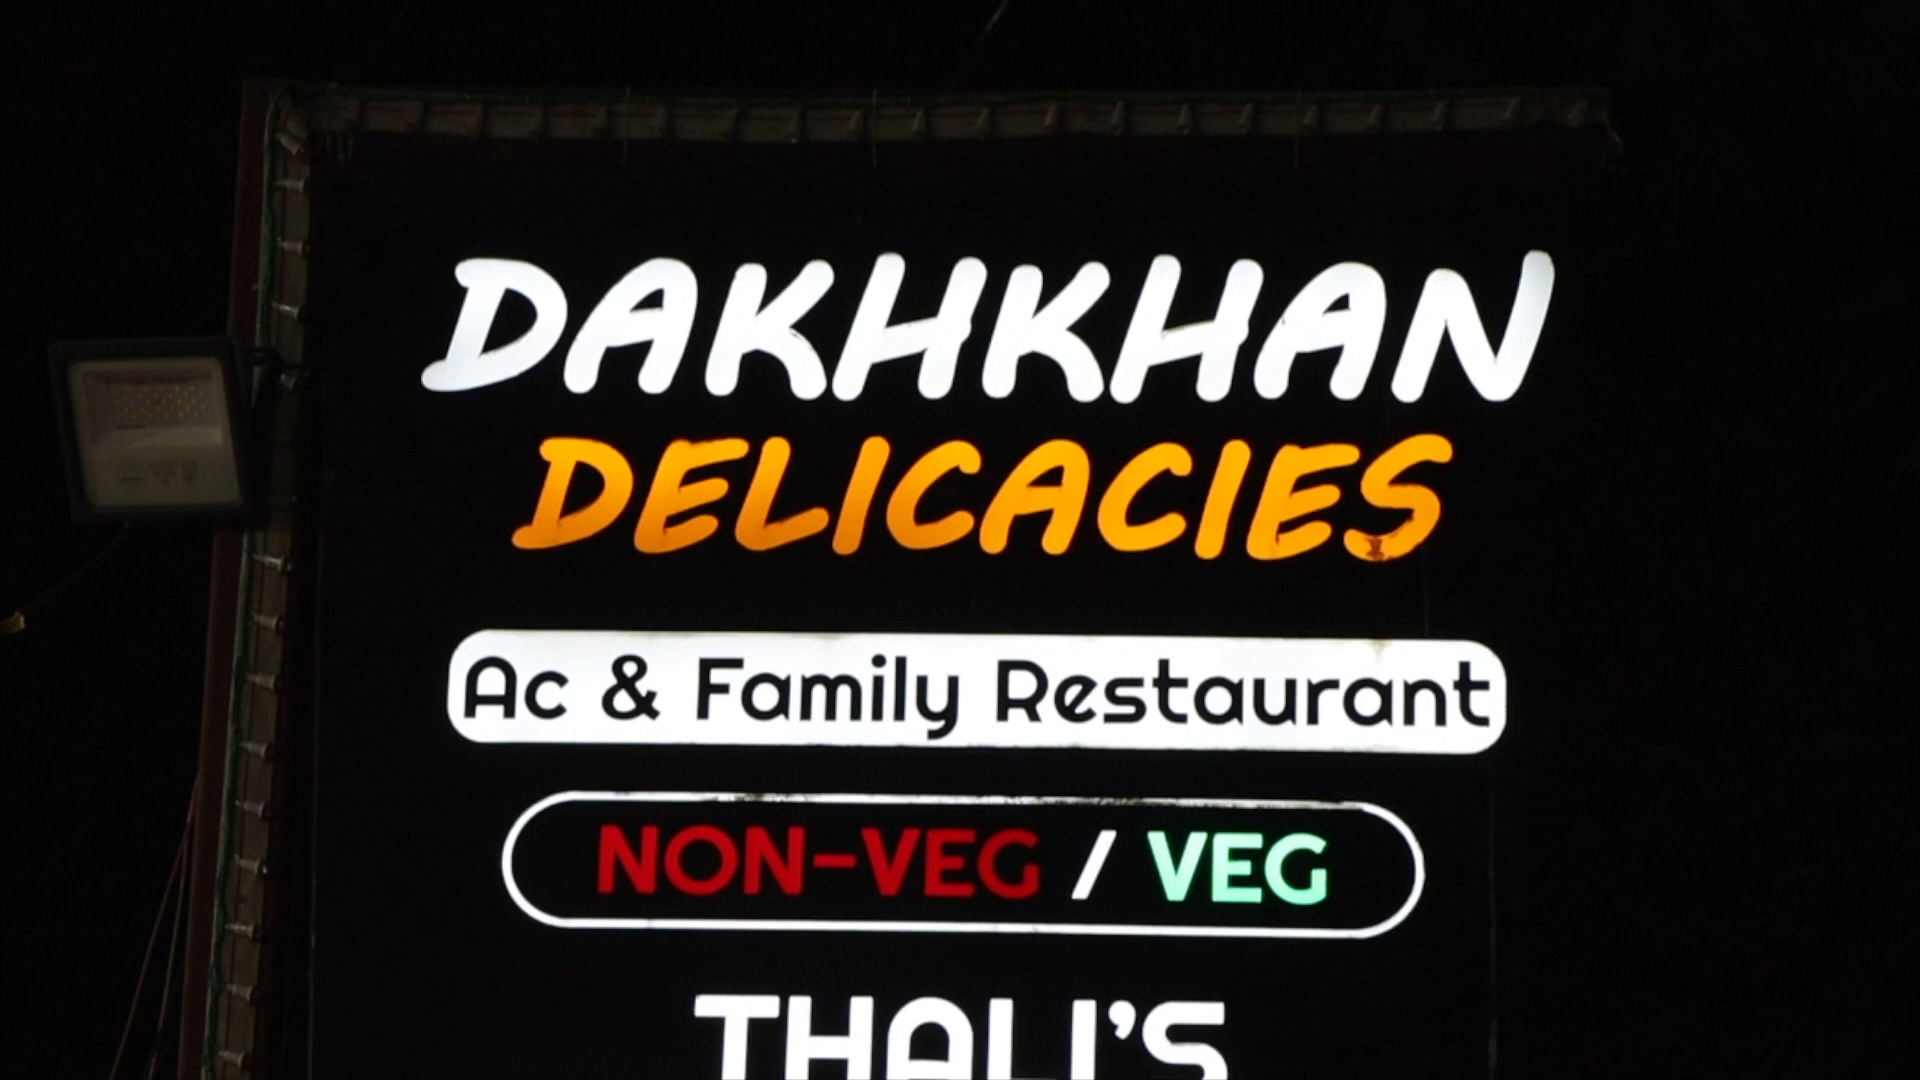 DAKHKHAN
DELICACIES
Ac & Family Restaurant
NON-VEG / VEG
THALI'S